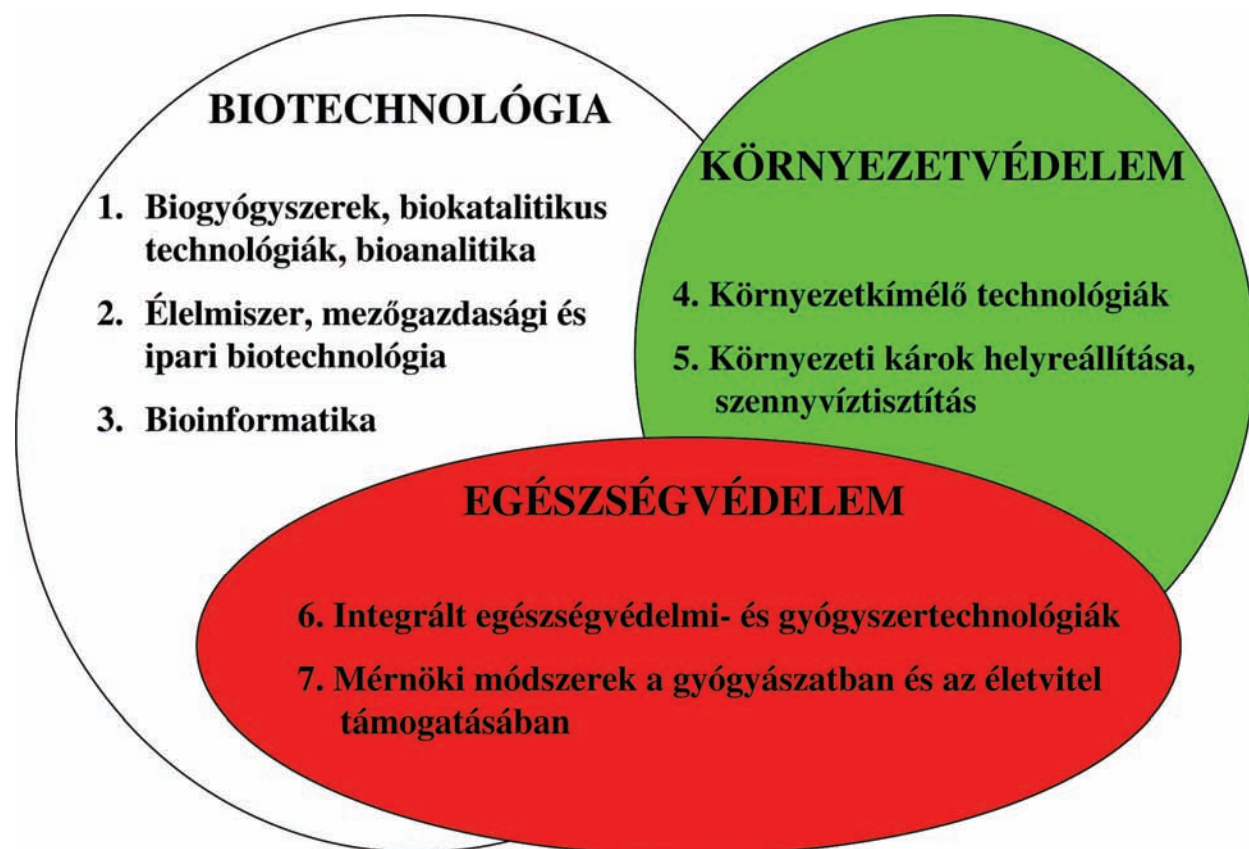 BIOTECHNOLÓGIA
1. Biogyógyszerek, biokatalitikus
technológiák, bioanalitika
2. Élelmiszer, mezőgazdasági és
ipari biotechnológia
3. Bioinformatika
KÖRNYEZETVÉDELEM
4. Környezetkímélő technológiák
5. Környezeti károk helyreállítása,
szennyvíztisztítás
EGÉSZSÉGVÉDELEM
6. Integrált egészségvédelmi- és gyógyszertechnológiák
7. Mérnöki módszerek a gyógyászatban és az életvitel
támogatásában